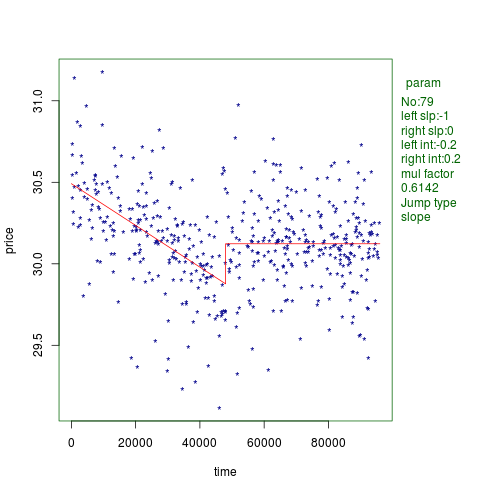 31.0
30.5
30.0
29.5
price
0
20000
40000
60000
80000
time
param
No:79
left slp:-1
right slp:0
left int:-0.2
right int:0.2
mul factor
0.6142
Jump type
slope